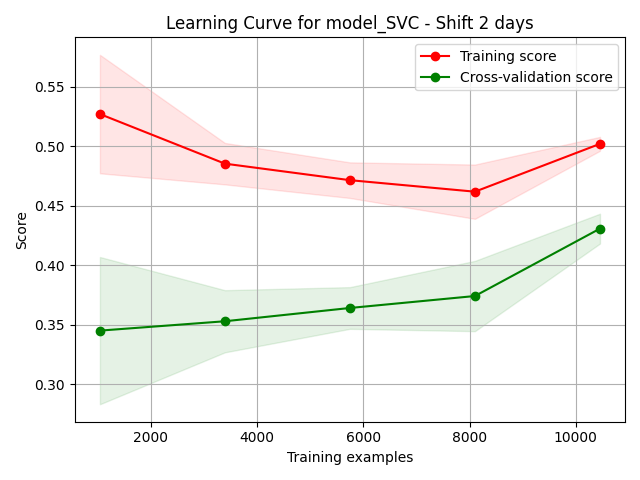 Learning Curve for model_SVC - Shift 2 days
Training score
Cross-validation score
Score
0.55
0.50
0.45
0.40
0.35
0.30
2000
4000
6000
8000
10000
Training examples